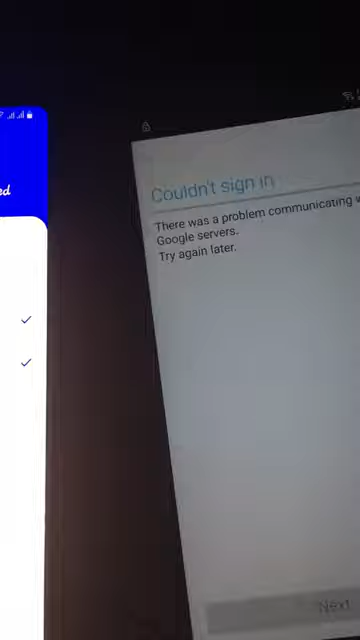 Couldn't sign in
There was a problem communicating
Google servers.
Try again later.
Next